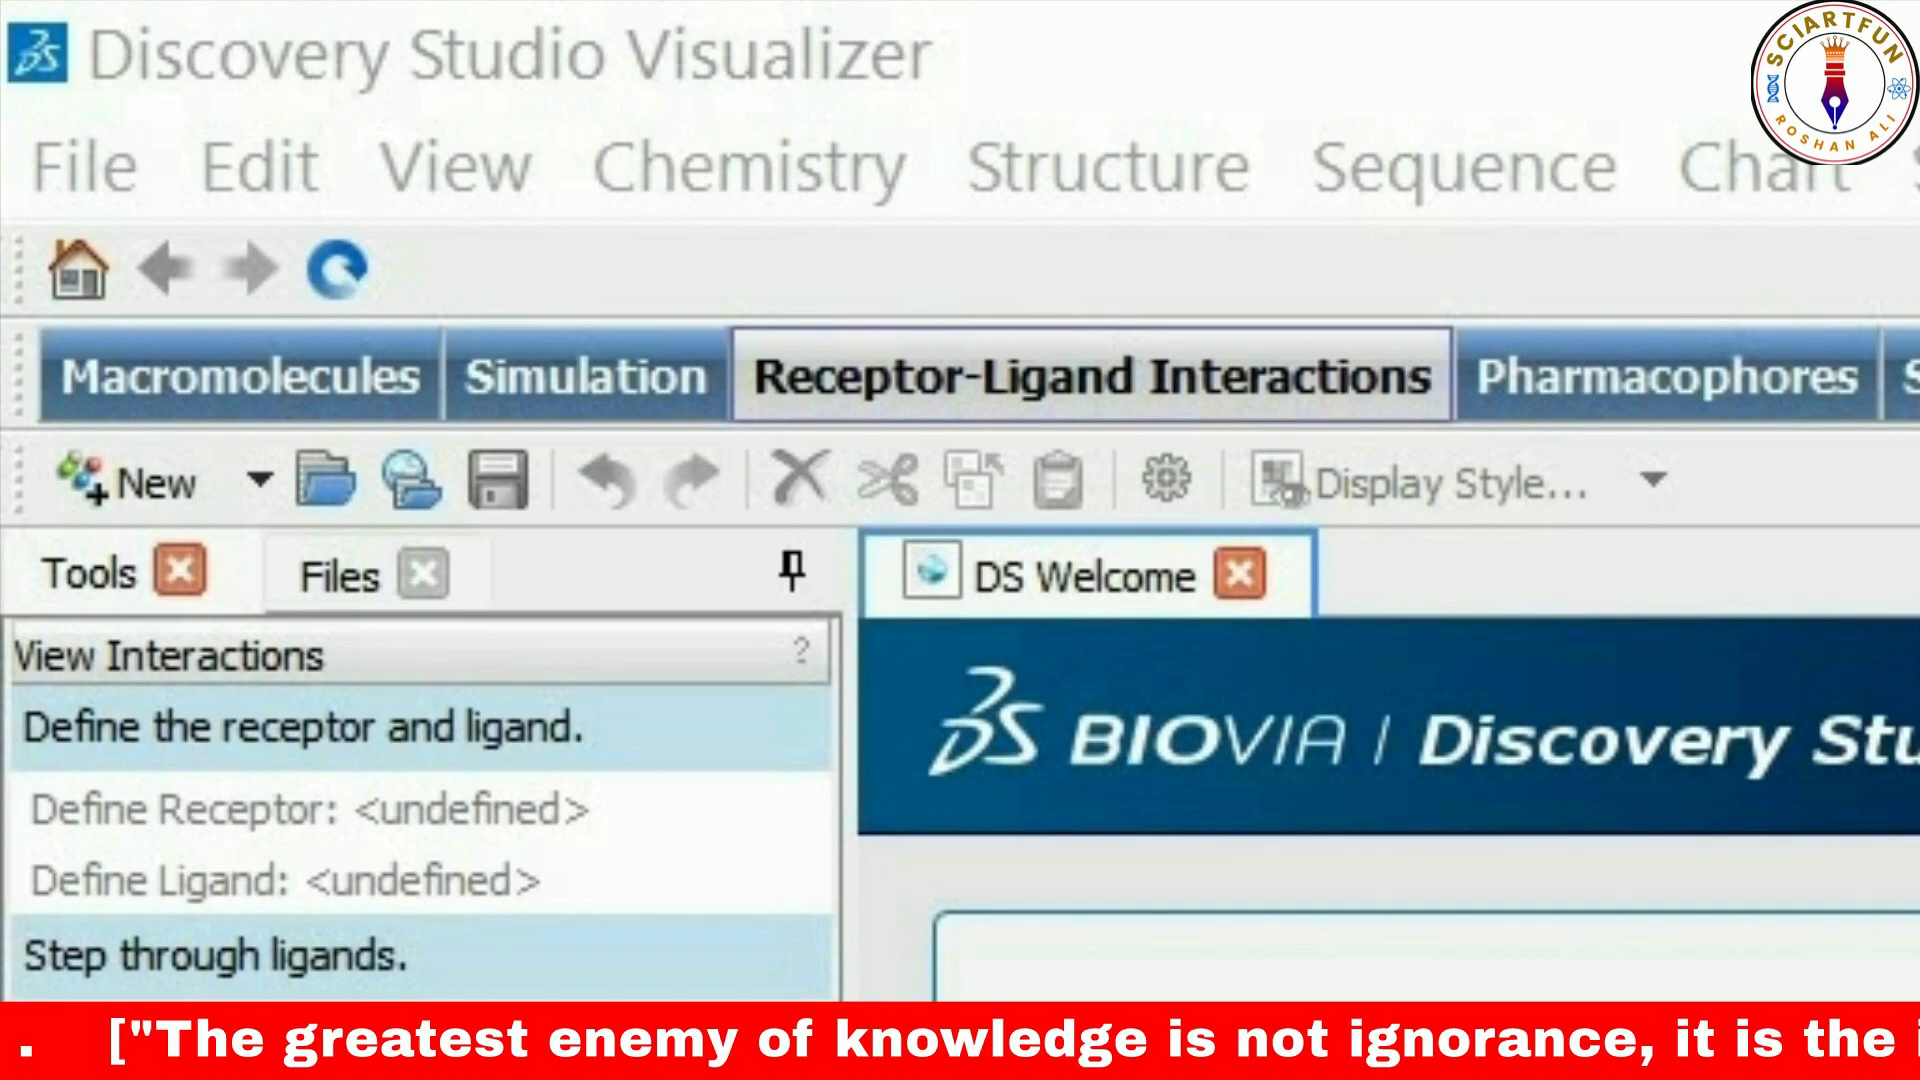 Discovery Studio Visualizer
SCIARTFUN
ROSHAN ALI
File Edit View Chemistry Structure Sequence Chart
Macromolecules Simulation Receptor-Ligand Interactions Pharmacophores
New Display Style...
Tools Files DS Welcome
View Interactions ?
Define the receptor and ligand.
BIOVIA | Discovery Stu
Define Receptor: <undefined>
Define Ligand: <undefined>
Step through ligands.
. ["The greatest enemy of knowledge is not ignorance, it is the